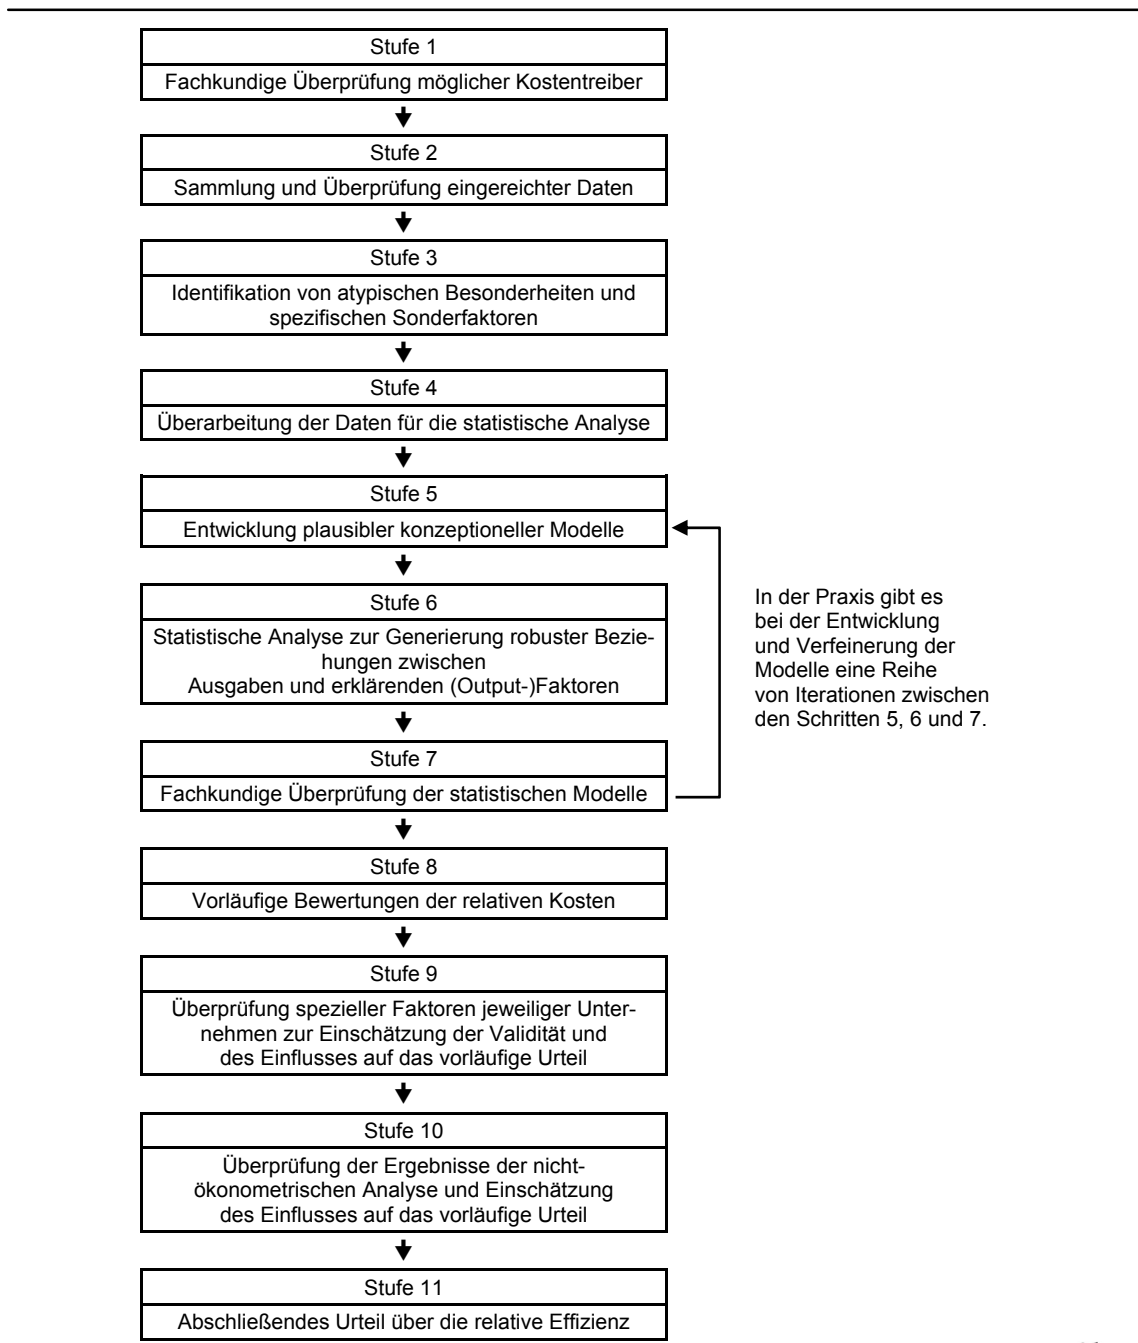 Stufe 1
Fachkundige Überprüfung möglicher Kostentreiber
Stufe 2
Sammlung und Überprüfung eingereichter Daten
Stufe 3
Identifikation von atypischen Besonderheiten und
spezifischen Sonderfaktoren
Stufe 4
Überarbeitung der Daten für die statistische Analyse
Stufe 5
Entwicklung plausibler konzeptioneller Modelle
Stufe 6
Statistische Analyse zur Generierung robuster Bezie-
hungen zwischen
Ausgaben und erklärenden (Output-)Faktoren
Stufe 7
Fachkundige Überprüfung der statistischen Modelle
In der Praxis gibt es
bei der Entwicklung
und Verfeinerung der
Modelle eine Reihe
von Iterationen zwischen
den Schritten 5, 6 und 7.
Stufe 8
Vorläufige Bewertungen der relativen Kosten
Stufe 9
Überprüfung spezieller Faktoren jeweiliger Unter-
nehmen zur Einschätzung der Validität und
des Einflusses auf das vorläufige Urteil
Stufe 10
Überprüfung der Ergebnisse der nicht-
ökonometrischen Analyse und Einschätzung
des Einflusses auf das vorläufige Urteil
Stufe 11
Abschließendes Urteil über die relative Effizienz